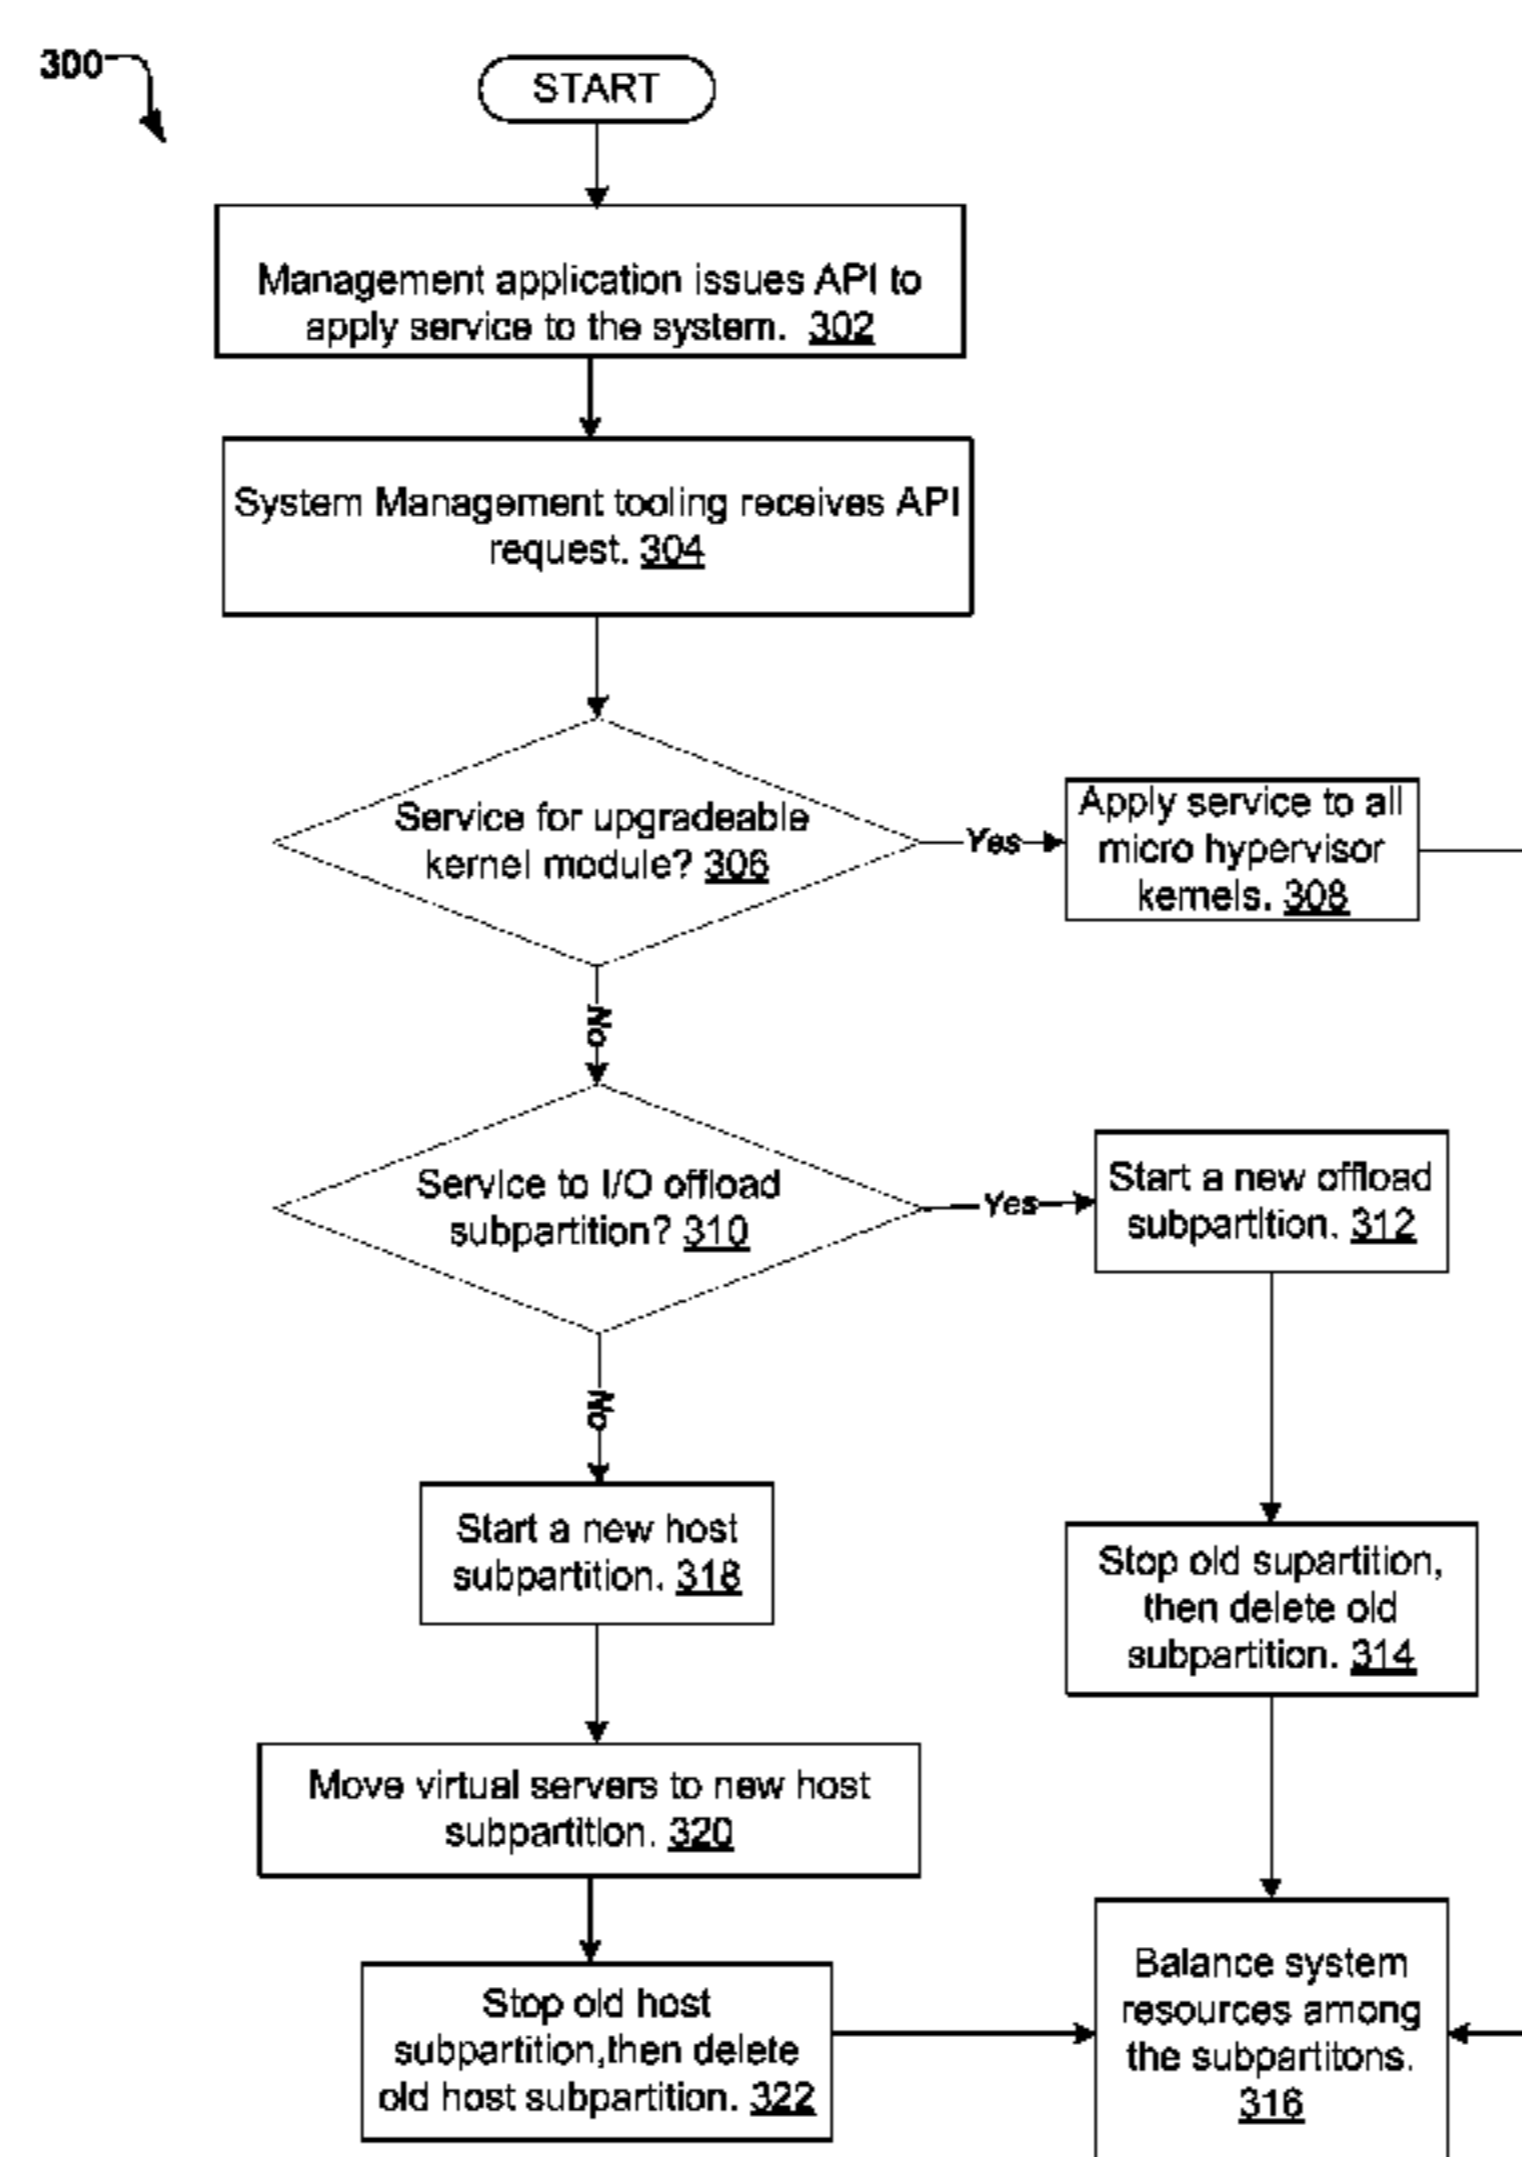 300
START
Management application issues API to
apply service to the system. 302
System Management tooling receives API
request. 304
Service for upgradeable
kernel module? 306
Yes
Apply service to all
micro hypervisor
kernels. 308
No
Service to I/O offload
subpartition? 310
Yes
Start a new offload
subpartition. 312
No
Start a new host
subpartition. 318
Stop old supartition,
then delete old
subpartition. 314
Move virtual servers to new host
subpartition. 320
Stop old host
subpartition,then delete
old host subpartition. 322
Balance system
resources among
the subpartitons.
316